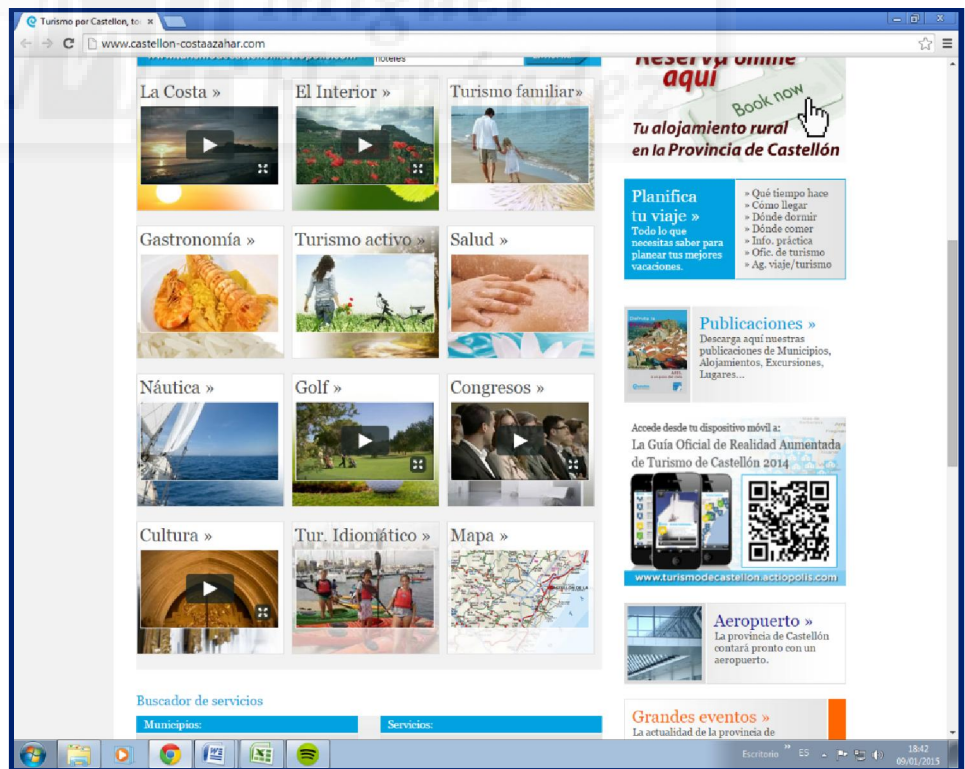 Turismo por Castellon, to
www.castellon-costaazahar.com
hoteles
La Costa »
El Interior »
Turismo familiar»
Gastronomía »
Turismo activo »
Salud »
Náutica »
Golf »
Congresos »
Cultura »
Tur. Idiomático »
Mapa »
Buscador de servicios
Municipios:
Servicios:
Reserva online
aquí
Book now
Tu alojamiento rural
en la Provincia de Castellón
Planifica
tu viaje »
Todo lo que
necesitas saber para
planear tus mejores
vacaciones.
» Qué tiempo hace
» Cómo llegar
» Dónde dormir
» Dónde comer
» Info. práctica
» Ofic. de turismo
» Ag. viaje/turismo
Publicaciones »
Descarga aquí nuestras
publicaciones de Municipios,
Alojamientos, Excursiones,
Lugares...
Accede desde tu dispositivo móvil a:
La Guía Oficial de Realidad Aumentada
de Turismo de Castellón 2014
www.turismodecastellon.actiopolis.com
Aeropuerto »
La provincia de Castellón
contará pronto con un
aeropuerto.
Grandes eventos »
La actualidad de la provincia de
Escritorio » ES
18:42
09/01/2015